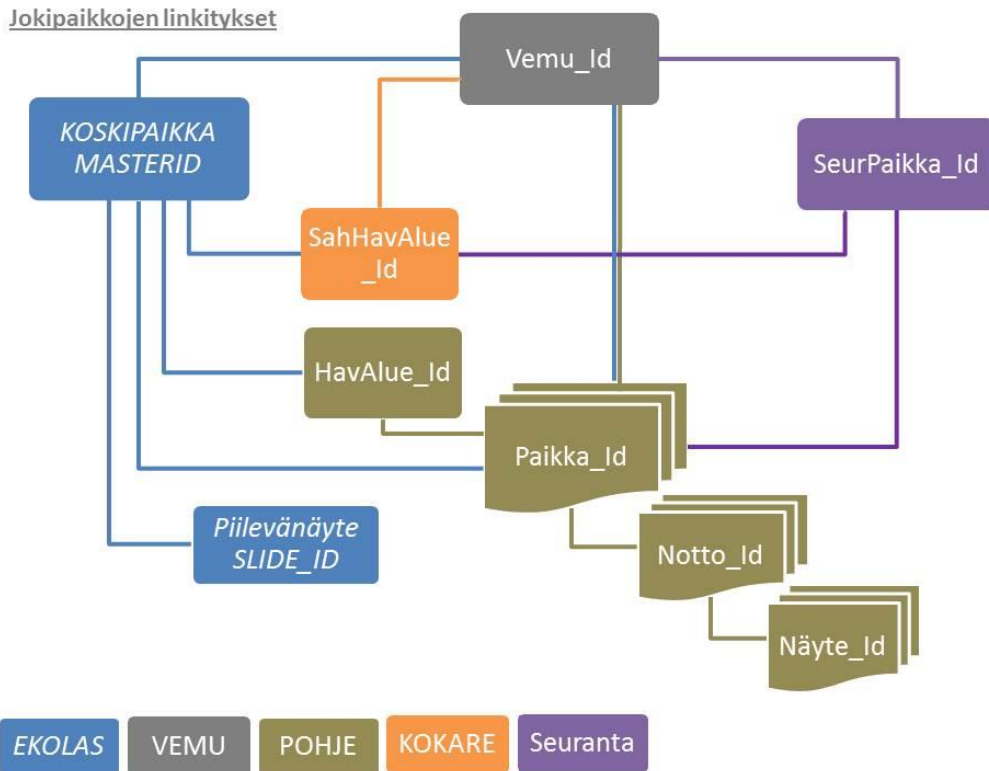 Jokipaikkojen linkitykset
Vemu_Id
KOSKIPAIKKA
MASTERID
SeurPaikka_Id
SahHavAlue
_Id
HavAlue_Id
Paikka_Id
Piilevänäyte
SLIDE_ID
Notto_Id
Näyte_Id
EKOLAS
VEMU
POHJE
KOKARE
Seuranta